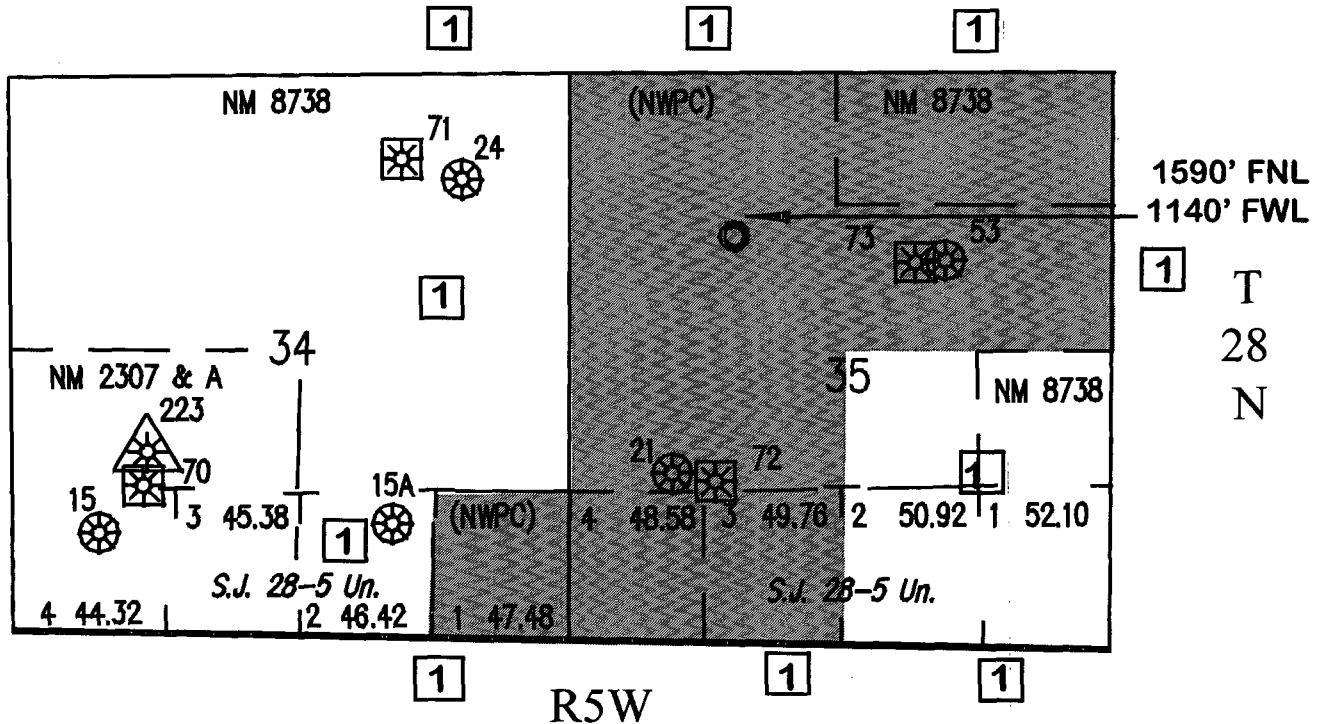 1 1 1
NM 8738 (NWPC) NM 8738
71
24
1590' FNL
1140' FWL
73 53
1
1
T
28
N
34
NM 2307 & A
35
NM 8738
223
70
21 72
1
15 15A
3 45.38
(NWPC) 4 48.58 3 49.76 2 50.92 1 52.10
1
S.J. 28-5 Un. S.J. 28-5 Un.
4 44.32 2 46.42 1 47.48
1 1 1
R5W